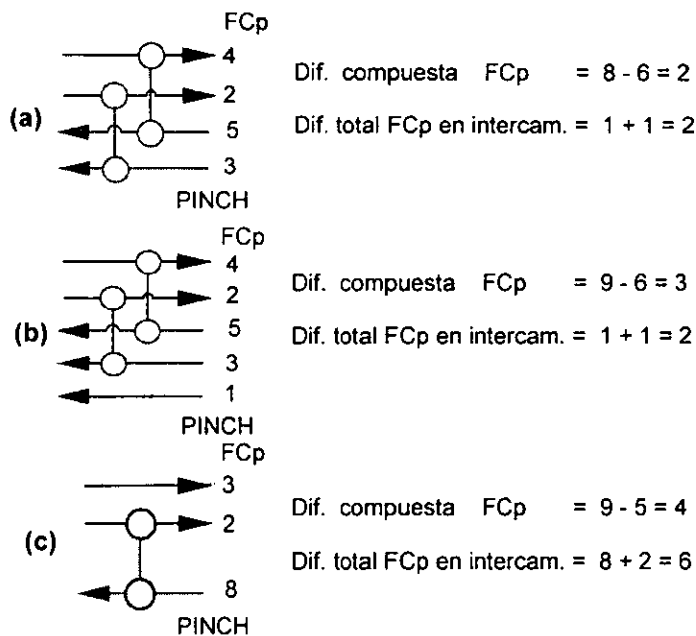 FCp
4
Dif. compuesta FCp = 8 - 6 = 2
2
(a)
5
Dif. total FCp en intercam. = 1 + 1 = 2
3
PINCH
FCp
4
Dif. compuesta FCp = 9 - 6 = 3
2
(b)
5
Dif. total FCp en intercam. = 1 + 1 = 2
3
1
PINCH
FCp
3
Dif. compuesta FCp = 9 - 5 = 4
2
(c)
Dif. total FCp en intercam. = 8 + 2 = 6
8
PINCH